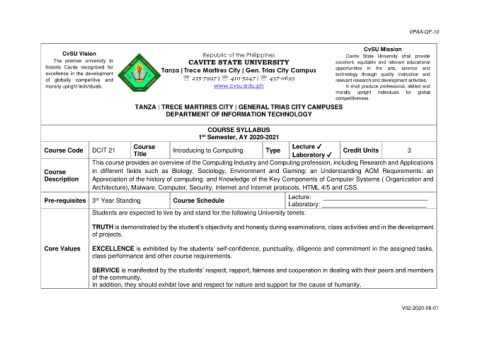 VPAA-QF-10
CvSU Vision
The premier university in
historic Cavite recognized for
excellence in the development
of globally competitive and
morally upright individuals.
Republic of the Philippines
CAVITE STATE UNIVERSITY
Tanza | Trece Martires City | Gen. Trias City Campus
☏ 235-7997 | ☏ 410-5247 | ☏ 437-0693
www.cvsu.edu.ph
CvSU Mission
Cavite State University shall provide
excellent, equitable and relevant educational
opportunities in the arts, science and
technology through quality instruction and
relevant research and development activities.
It shall produce professional, skilled and
morally upright individuals for global
competitiveness.
TANZA | TRECE MARTIRES CITY | GENERAL TRIAS CITY CAMPUSES
DEPARTMENT OF INFORMATION TECHNOLOGY
COURSE SYLLABUS
1st Semester, AY 2020-2021
Course Code DCIT 21 Course Title Introducing to Computing Type Lecture ✓ Laboratory ✓ Credit Units 3
Course Description
This course provides an overview of the Computing Industry and Computing profession, including Research and Applications
in different fields such as Biology, Sociology, Environment and Gaming: an Understanding ACM Requirements: an
Appreciation of the history of computing: and Knowledge of the Key Components of Computer Systems ( Organization and
Architecture), Malware, Computer, Security, Internet and Internet protocols, HTML 4/5 and CSS.
Pre-requisites 3rd Year Standing Course Schedule Lecture:
Laboratory:
Core Values
Students are expected to live by and stand for the following University tenets:
TRUTH is demonstrated by the student's objectivity and honesty during examinations, class activities and in the development
of projects.
EXCELLENCE is exhibited by the students' self-confidence, punctuality, diligence and commitment in the assigned tasks,
class performance and other course requirements.
SERVICE is manifested by the students' respect, rapport, fairness and cooperation in dealing with their peers and members
of the community.
In addition, they should exhibit love and respect for nature and support for the cause of humanity.
V02-2020-06-01